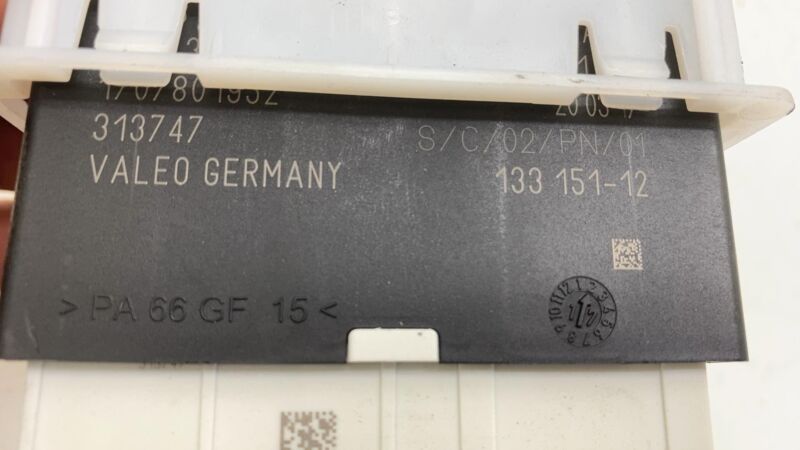 313747
S/C/02/PN/01
VALEO GERMANY
133 151-12
>PA 66 GF 15<